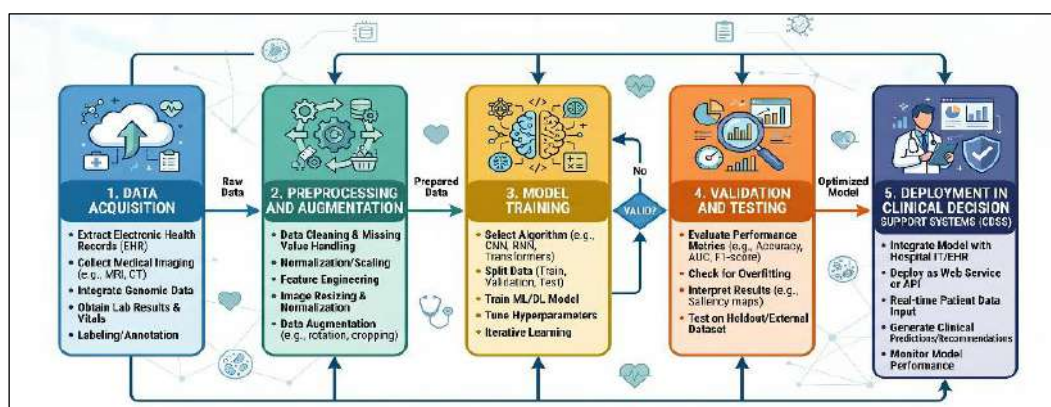 1. DATA
ACQUISITION
• Extract Electronic Health
Records (EHR)
• Collect Medical Imaging
(e.g., MRI, CT)
• Integrate Genomic Data
• Obtain Lab Results &
Vitals
• Labeling/Annotation
Raw
Data
2. PREPROCESSING
AND AUGMENTATION
• Data Cleaning & Missing
Value Handling
• Normalization/Scaling
• Feature Engineering
• Image Resizing &
Normalization
• Data Augmentation
(e.g., rotation, cropping)
Prepared
Data
</>
3. MODEL
TRAINING
• Select Algorithm (e.g.,
CNN, RNN,
Transformers)
• Split Data (Train,
Validation, Test)
• Train ML/DL Model
• Tune Hyperparameters
• Iterative Learning
No
VALID?
4. VALIDATION
AND TESTING
• Evaluate Performance
Metrics (e.g., Accuracy,
AUC, F1-score)
• Check for Overfitting
• Interpret Results (e.g.,
Saliency maps)
• Test on Holdout/External
Dataset
Optimized
Model
5. DEPLOYMENT IN
CLINICAL DECISION
SUPPORT SYSTEMS (CDSS)
• Integrate Model with
Hospital IT/EHR
• Deploy as Web Service
or API
• Real-time Patient Data
Input
• Generate Clinical
Predictions/Recommendations
• Monitor Model
Performance